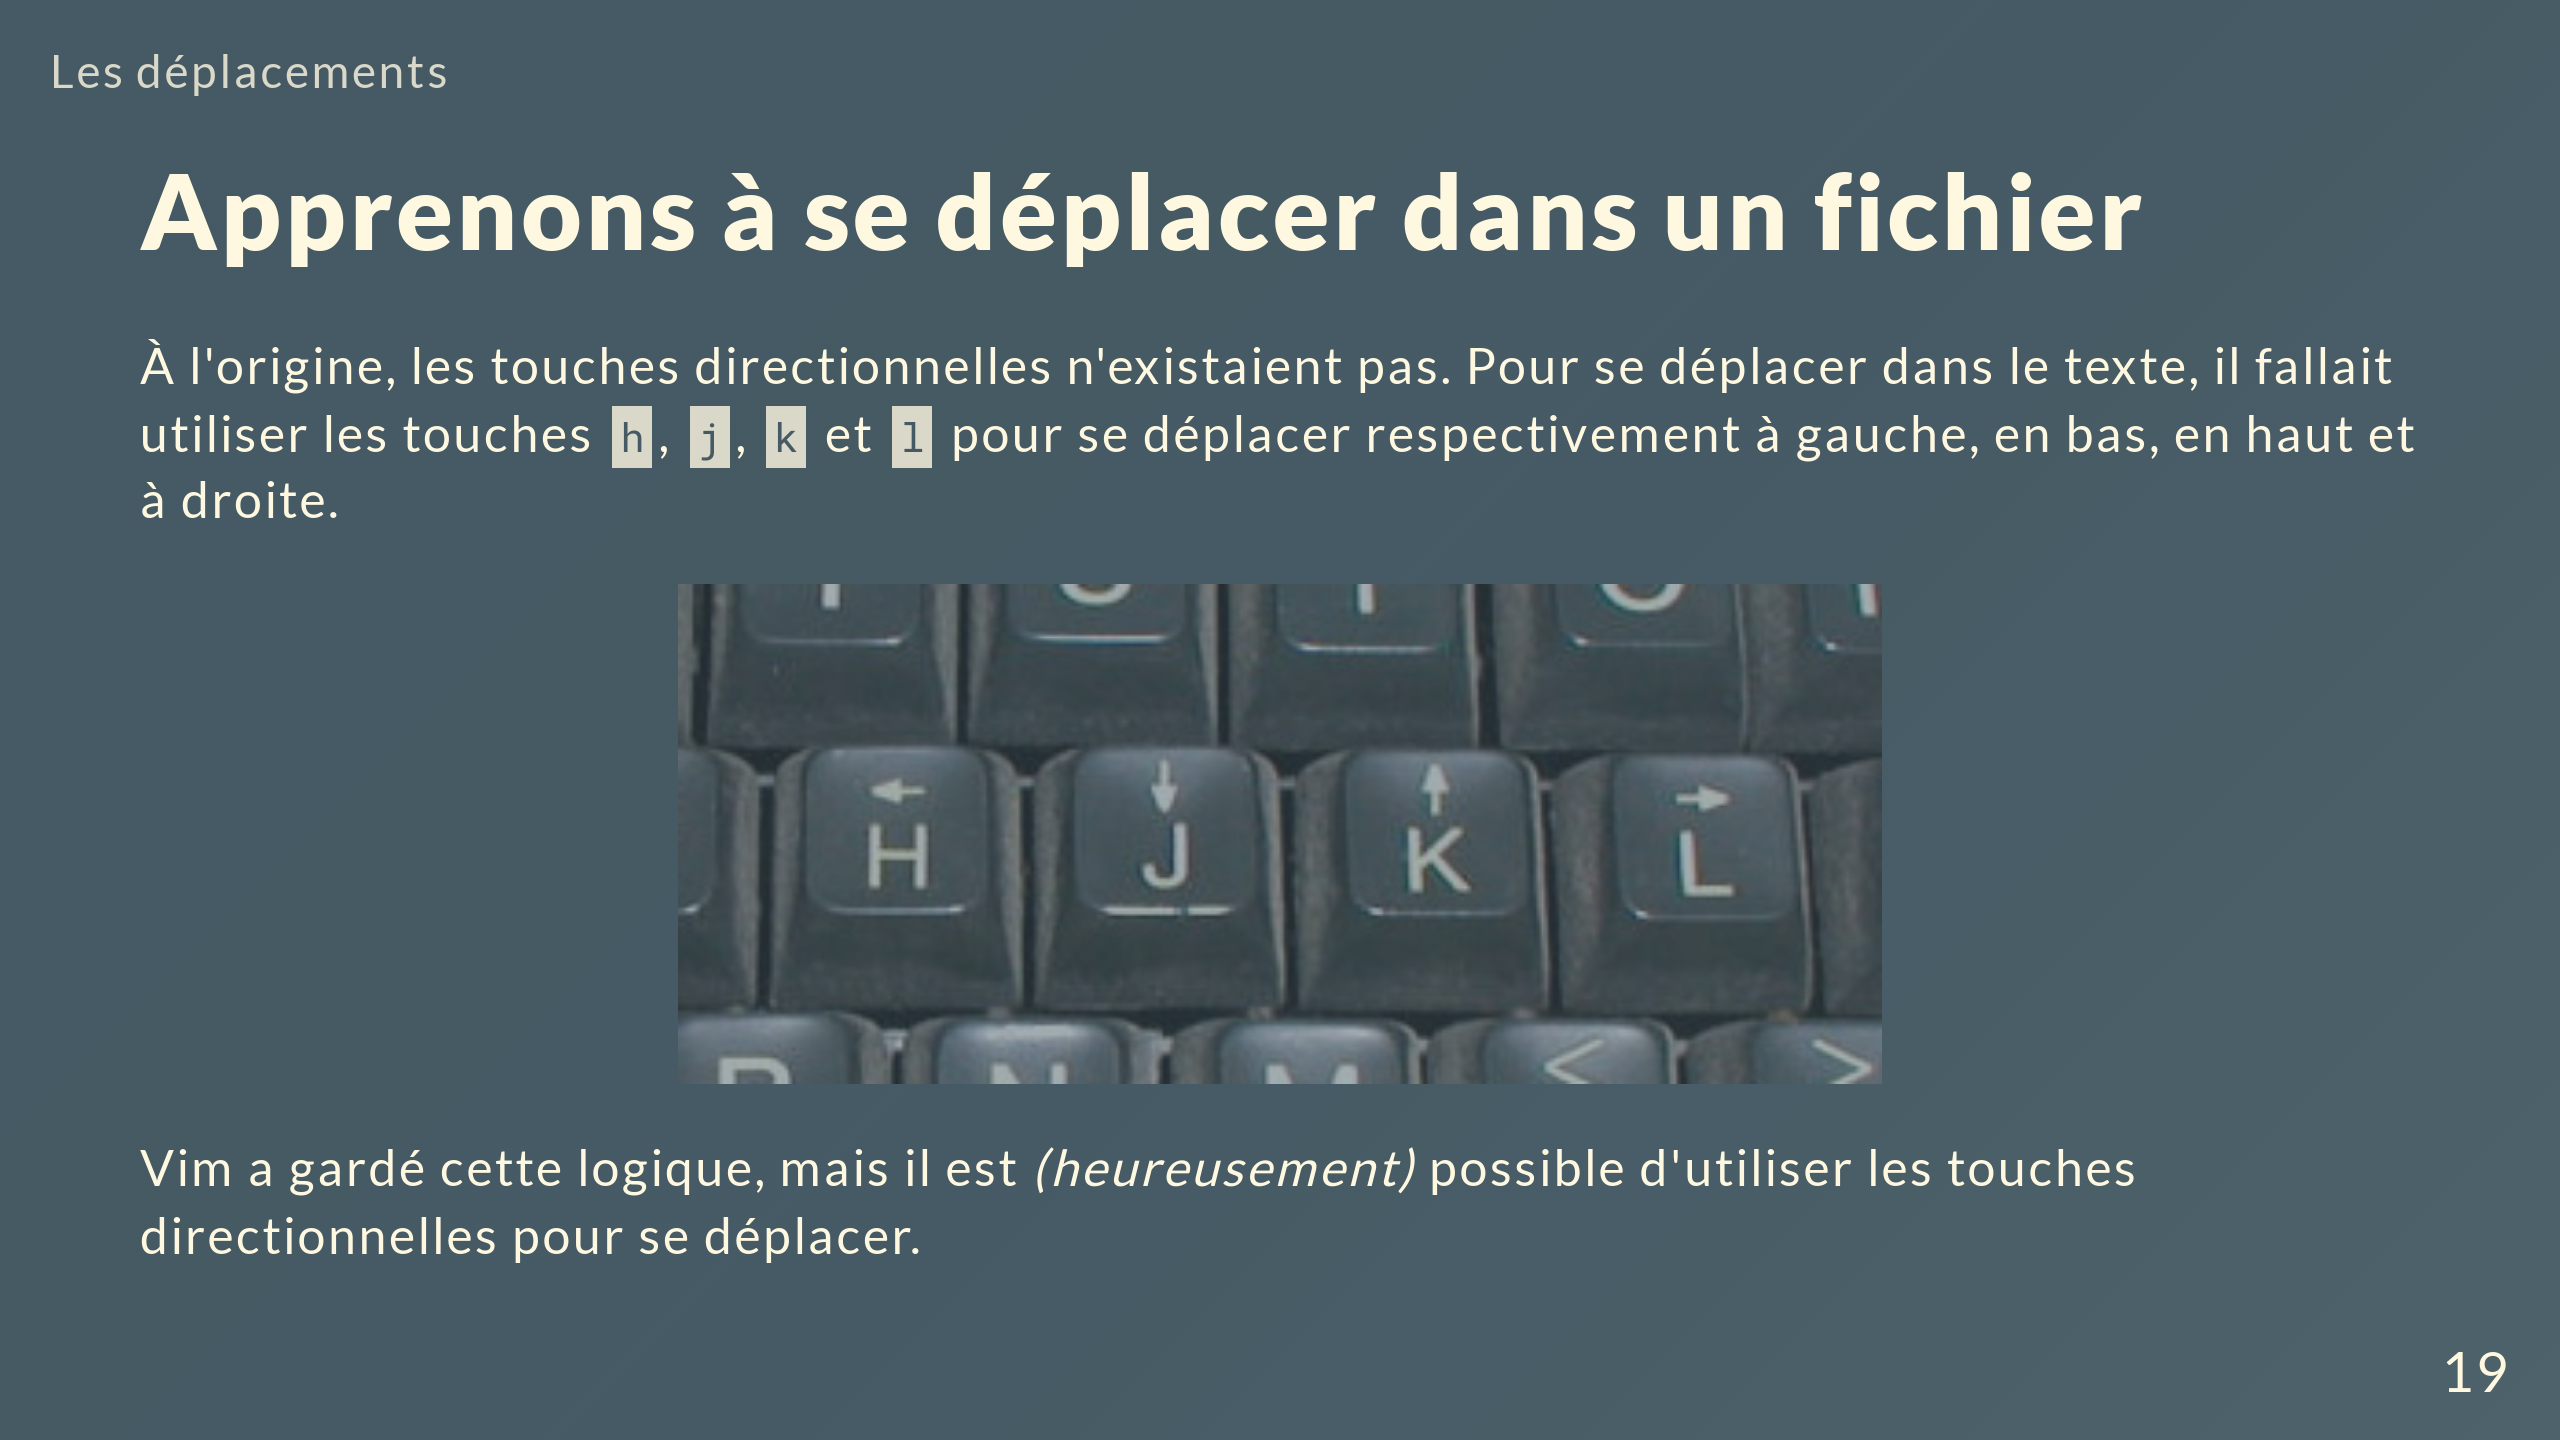 Les déplacements
Apprenons à se déplacer dans un fichier
À l'origine, les touches directionnelles n'existaient pas. Pour se déplacer dans le texte, il fallait
utiliser les touches h, j, k et l pour se déplacer respectivement à gauche, en bas, en haut et
à droite.
← ↓ ↑ →
H J K L
N M < >
Vim a gardé cette logique, mais il est (heureusement) possible d'utiliser les touches
directionnelles pour se déplacer.
19